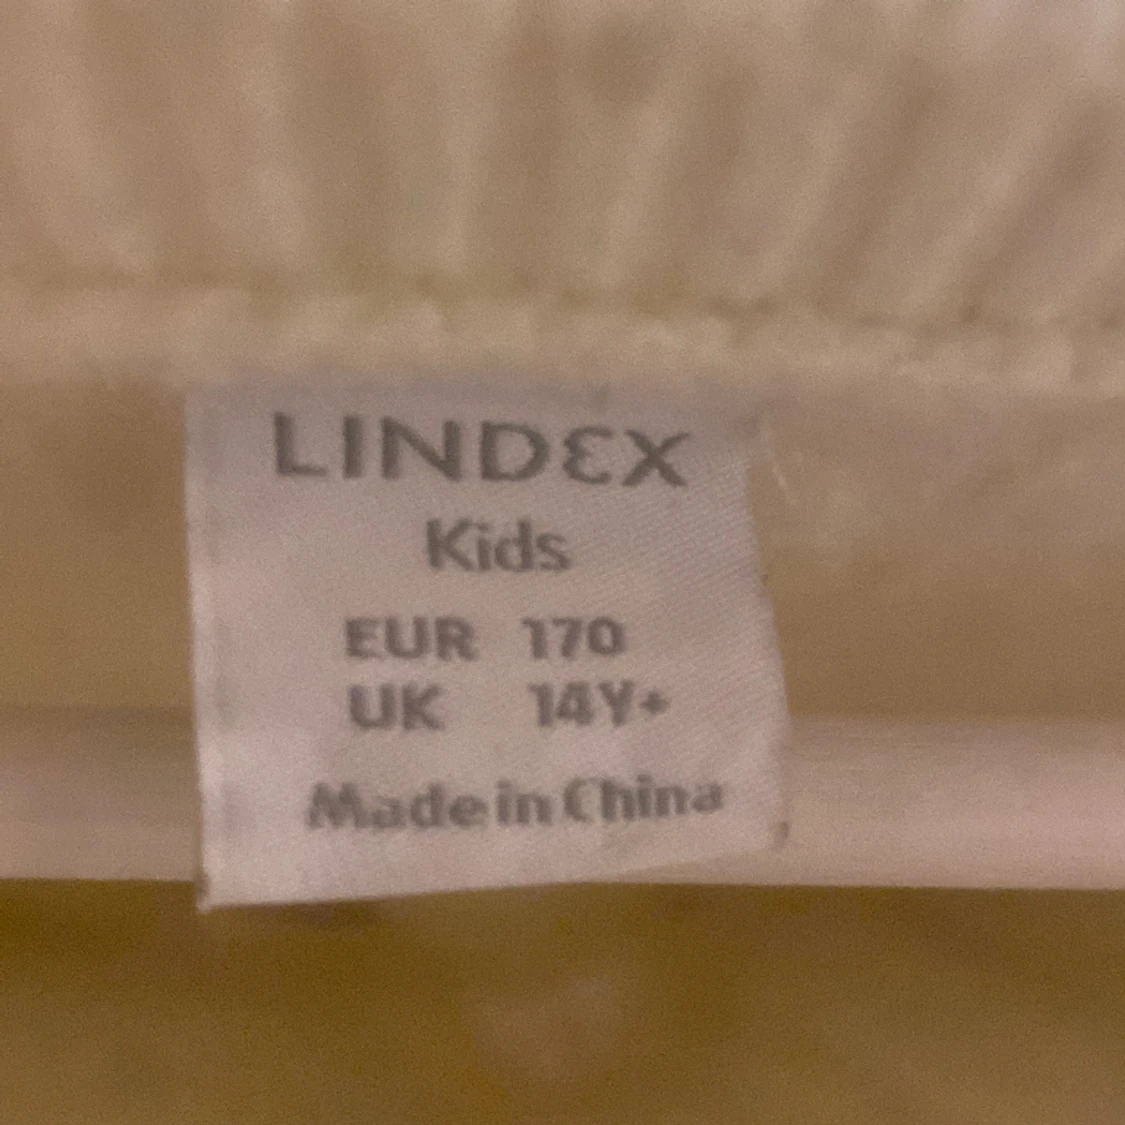 LINDEX
Kids
EUR 170
UK 14Y+
Made in China